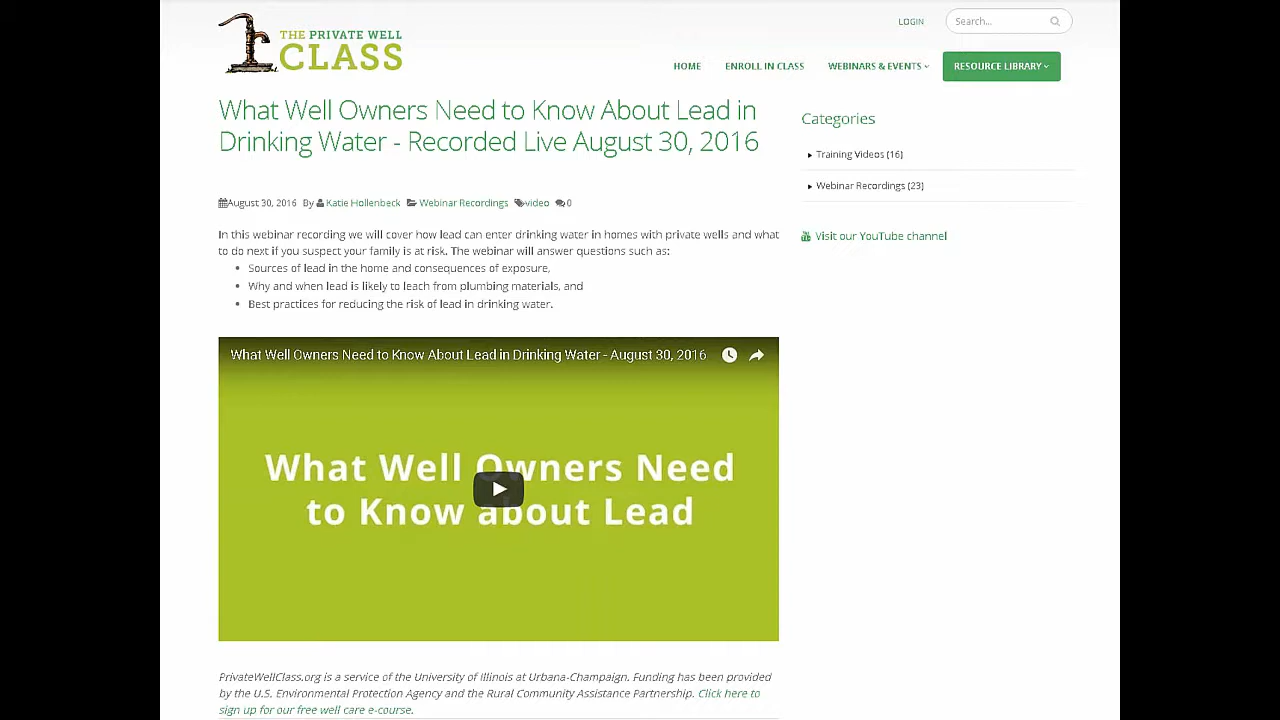 THE PRIVATE WELL
CLASS
LOGIN
Search...
HOME ENROLL IN CLASS WEBINARS & EVENTS RESOURCE LIBRARY
What Well Owners Need to Know About Lead in
Drinking Water - Recorded Live August 30, 2016
August 30, 2016 By Katie Hollenbeck Webinar Recordings video 0
In this webinar recording we will cover how lead can enter drinking water in homes with private wells and what
to do next if you suspect your family is at risk. The webinar will answer questions such as:
• Sources of lead in the home and consequences of exposure,
• Why and when lead is likely to leach from plumbing materials, and
• Best practices for reducing the risk of lead in drinking water.
What Well Owners Need to Know About Lead in Drinking Water - August 30, 2016
What Well Owners Need
to Know about Lead
PrivateWellClass.org is a service of the University of Illinois at Urbana-Champaign. Funding has been provided
by the U.S. Environmental Protection Agency and the Rural Community Assistance Partnership. Click here to
sign up for our free well care e-course.
Categories
Training Videos (16)
Webinar Recordings (23)
Visit our YouTube channel